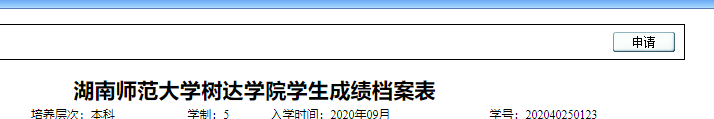 申请
湖南师范大学树达学院学生成绩档案表
培养层次：本科 学制：5 入学时间：2020年09月 学号：202040250123